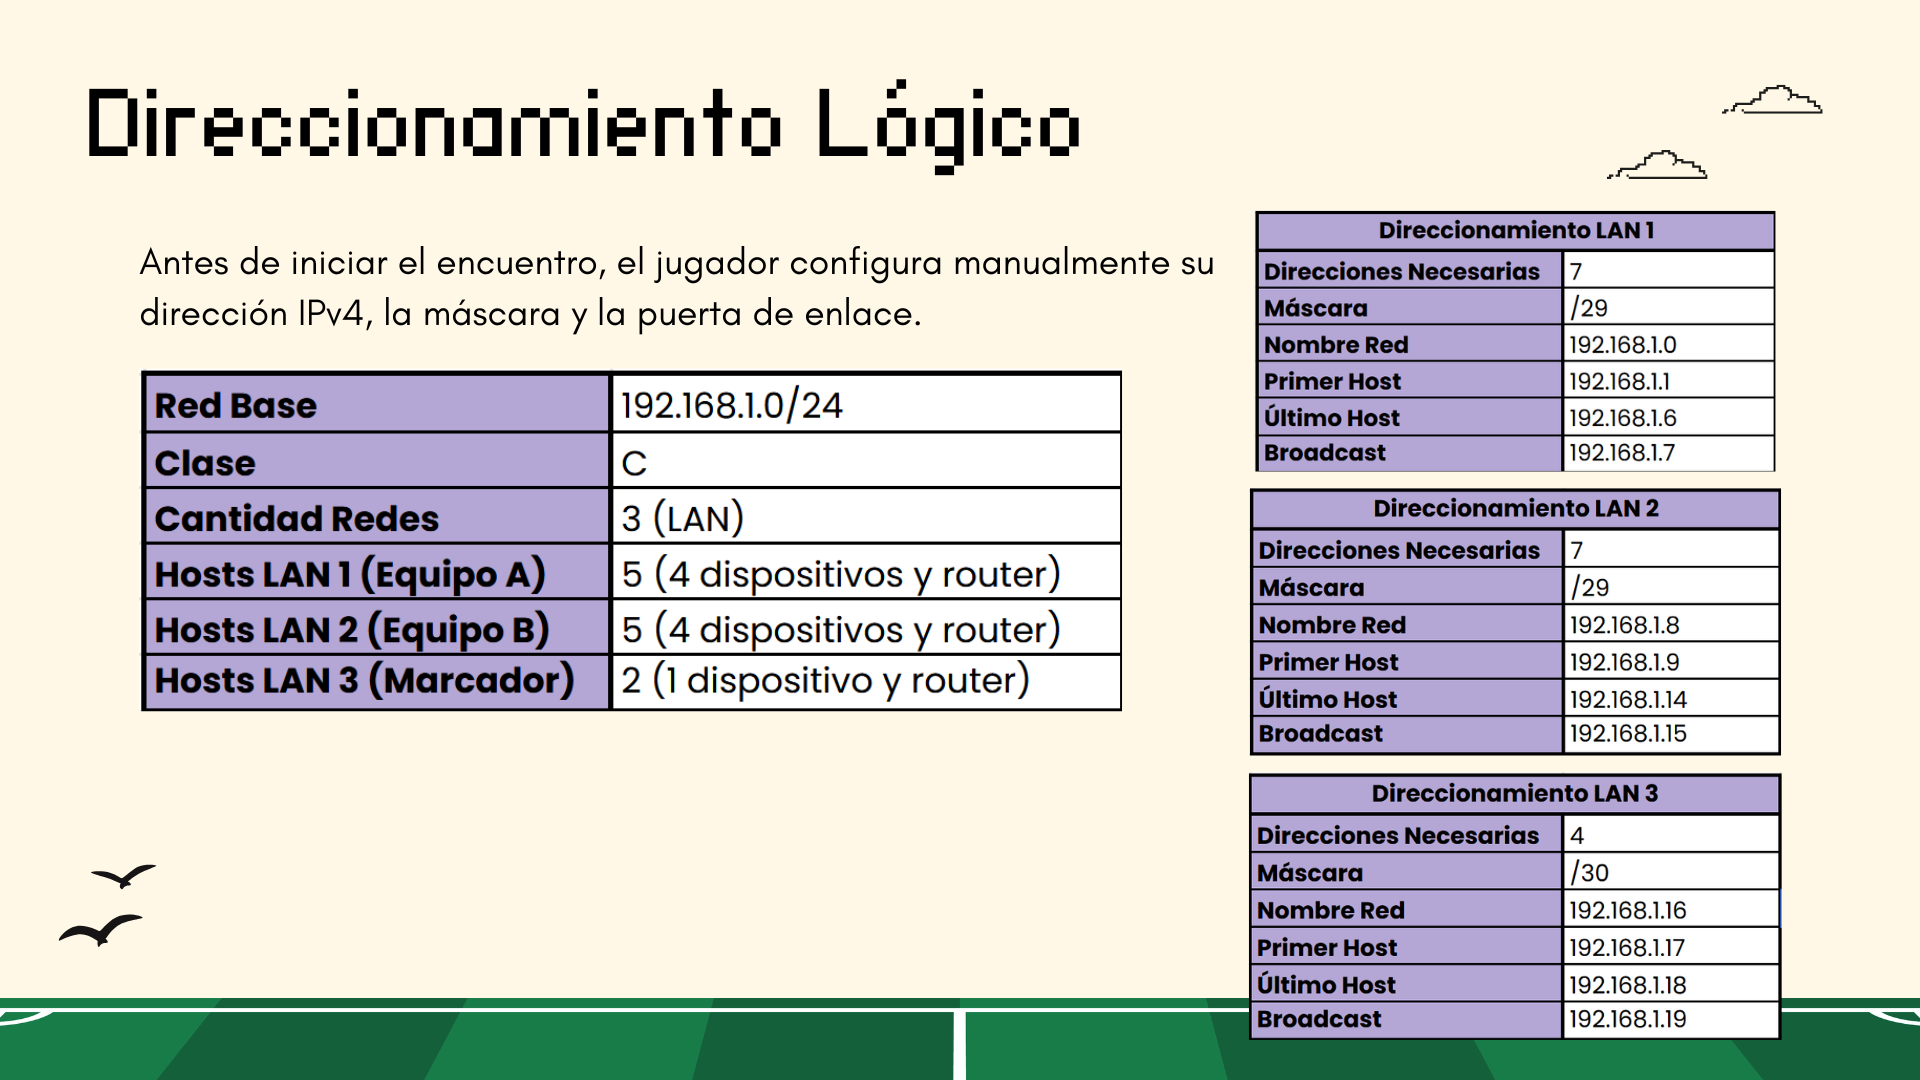 Direccionamiento Lógico
Antes de iniciar el encuentro, el jugador configura manualmente su
dirección IPv4, la máscara y la puerta de enlace.
Red Base 192.168.1.0/24
Clase C
Cantidad Redes 3 (LAN)
Hosts LAN 1 (Equipo A) 5 (4 dispositivos y router)
Hosts LAN 2 (Equipo B) 5 (4 dispositivos y router)
Hosts LAN 3 (Marcador) 2 (1 dispositivo y router)
Direccionamiento LAN 1
Direcciones Necesarias 7
Máscara /29
Nombre Red 192.168.1.0
Primer Host 192.168.1.1
Último Host 192.168.1.6
Broadcast 192.168.1.7
Direccionamiento LAN 2
Direcciones Necesarias 7
Máscara /29
Nombre Red 192.168.1.8
Primer Host 192.168.1.9
Último Host 192.168.1.14
Broadcast 192.168.1.15
Direccionamiento LAN 3
Direcciones Necesarias 4
Máscara /30
Nombre Red 192.168.1.16
Primer Host 192.168.1.17
Último Host 192.168.1.18
Broadcast 192.168.1.19